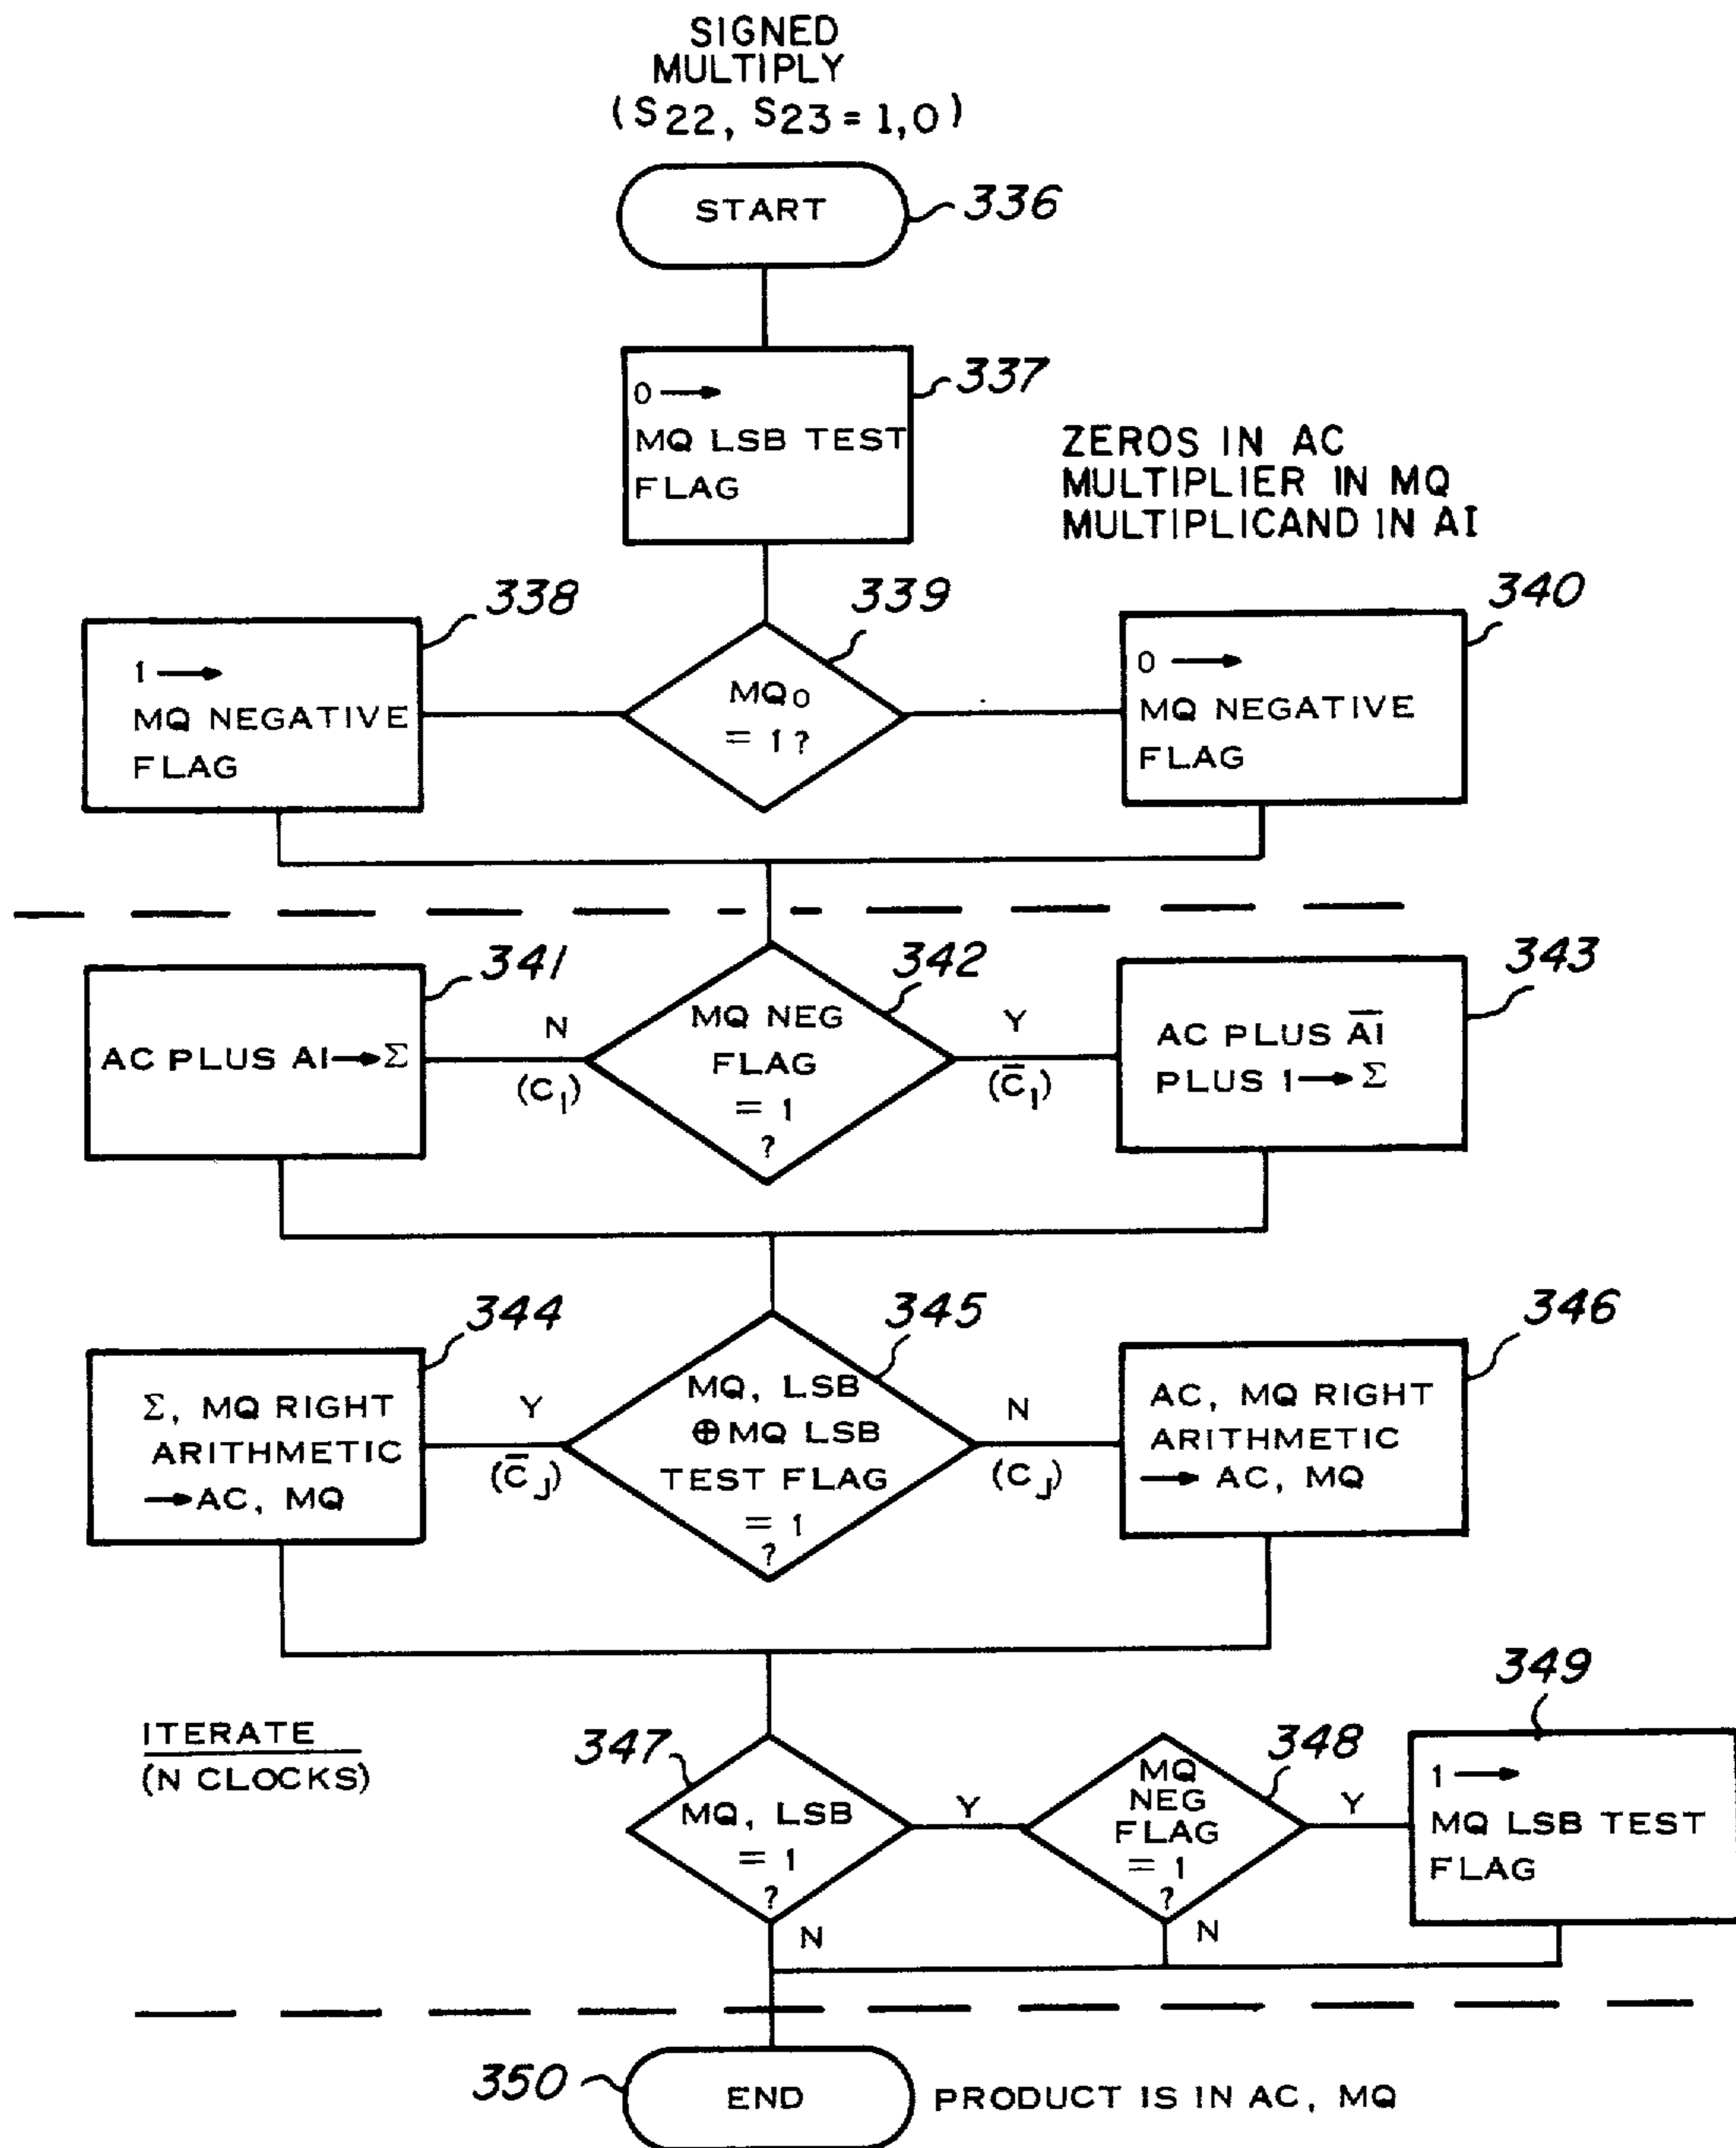 SIGNED
MULTIPLY
(S22, S23 = 1,0)
START
336
337
0 →
MQ LSB TEST
FLAG
ZEROS IN AC
MULTIPLIER IN MQ
MULTIPLICAND IN AI
338
339
340
1 →
MQ NEGATIVE
FLAG
MQ0
= 1 ?
0 →
MQ NEGATIVE
FLAG
341
342
343
AC PLUS AI → Σ
N
(C1)
MQ NEG
FLAG
= 1
?
Y
(C̅1)
AC PLUS A̅I̅
PLUS 1 → Σ
344
345
346
Σ, MQ RIGHT
ARITHMETIC
→ AC, MQ
Y
(C̅J)
MQ, LSB
⊕ MQ LSB
TEST FLAG
= 1
?
N
(CJ)
AC, MQ RIGHT
ARITHMETIC
→ AC, MQ
ITERATE
(N CLOCKS)
347
348
349
MQ, LSB
= 1
?
Y
N
MQ
NEG
FLAG
= 1
?
Y
N
1 →
MQ LSB TEST
FLAG
350
END
PRODUCT IS IN AC, MQ